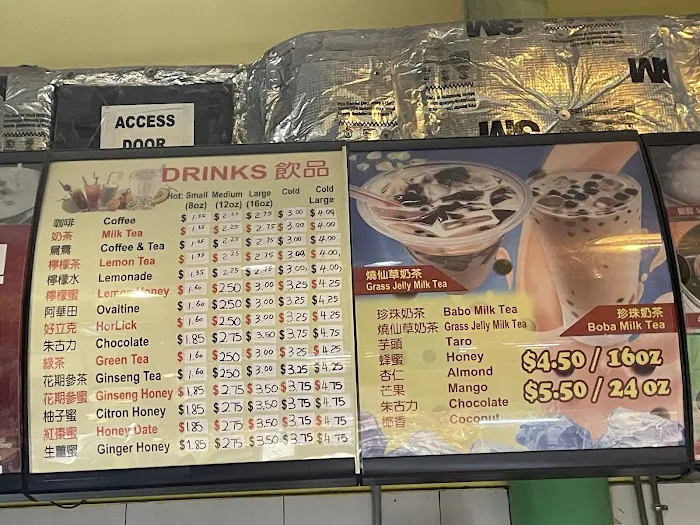 ACCESS
DOOR
DRINKS 飲品
Hot: Small Medium Large Cold Cold Large
(8oz) (12oz) (16oz)
咖啡 Coffee $1.35 $2.25 $2.75 $3.00 $4.00
奶茶 Milk Tea $1.35 $2.25 $2.75 $3.00 $4.00
鴛鴦 Coffee & Tea $1.35 $2.25 $2.75 $3.00 $4.00
檸檬茶 Lemon Tea $1.35 $2.25 $2.75 $3.00 $4.00
檸檬水 Lemonade $1.35 $2.25 $2.75 $3.00 $4.00
檸檬蜜 Lemon Honey $1.60 $2.50 $3.00 $3.25 $4.25
阿華田 Ovaltine $1.60 $2.50 $3.00 $3.25 $4.25
好立克 HorLick $1.60 $2.50 $3.00 $3.25 $4.25
朱古力 Chocolate $1.85 $2.75 $3.50 $3.75 $4.75
綠茶 Green Tea $1.60 $2.50 $3.00 $3.25 $4.25
花期參茶 Ginseng Tea $1.60 $2.50 $3.00 $3.25 $4.25
花期參蜜 Ginseng Honey $1.85 $2.75 $3.50 $3.75 $4.75
柚子蜜 Citron Honey $1.85 $2.75 $3.50 $3.75 $4.75
紅棗蜜 Honey Date $1.85 $2.75 $3.50 $3.75 $4.75
生薑蜜 Ginger Honey $1.85 $2.75 $3.50 $3.75 $4.75
燒仙草奶茶
Grass Jelly Milk Tea
珍珠奶茶
Boba Milk Tea
珍珠奶茶 Babo Milk Tea
燒仙草奶茶 Grass Jelly Milk Tea
芋頭 Taro
蜂蜜 Honey
杏仁 Almond
芒果 Mango
朱古力 Chocolate
椰香 Coconut
$4.50 / 16oz
$5.50 / 24 oz